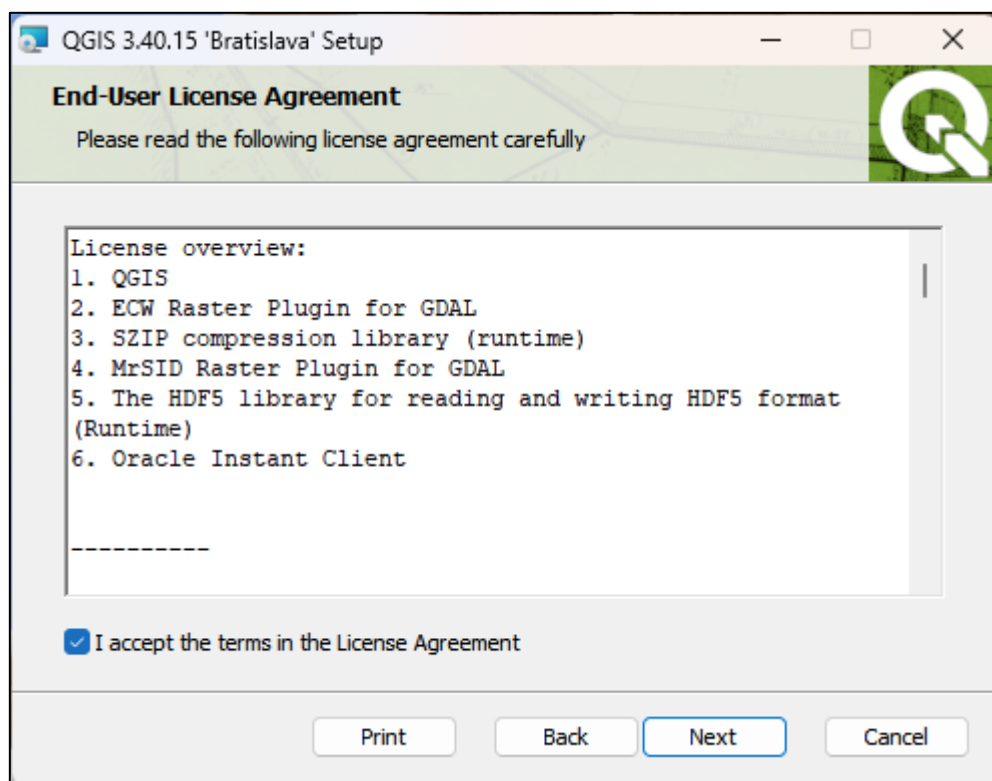 QGIS 3.40.15 'Bratislava' Setup
End-User License Agreement
Please read the following license agreement carefully
License overview:
1. QGIS
2. ECW Raster Plugin for GDAL
3. SZIP compression library (runtime)
4. MrSID Raster Plugin for GDAL
5. The HDF5 library for reading and writing HDF5 format
(Runtime)
6. Oracle Instant Client
----------
I accept the terms in the License Agreement
Print Back Next Cancel